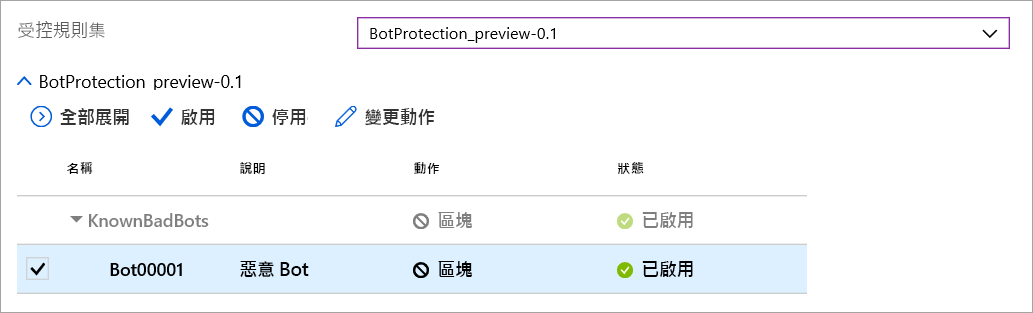 受控規則集 BotProtection_preview-0.1
BotProtection preview-0.1
全部展開 啟用 停用 變更動作
名稱 說明 動作 狀態
KnownBadBots 區塊 已啟用
Bot00001 惡意 Bot 區塊 已啟用